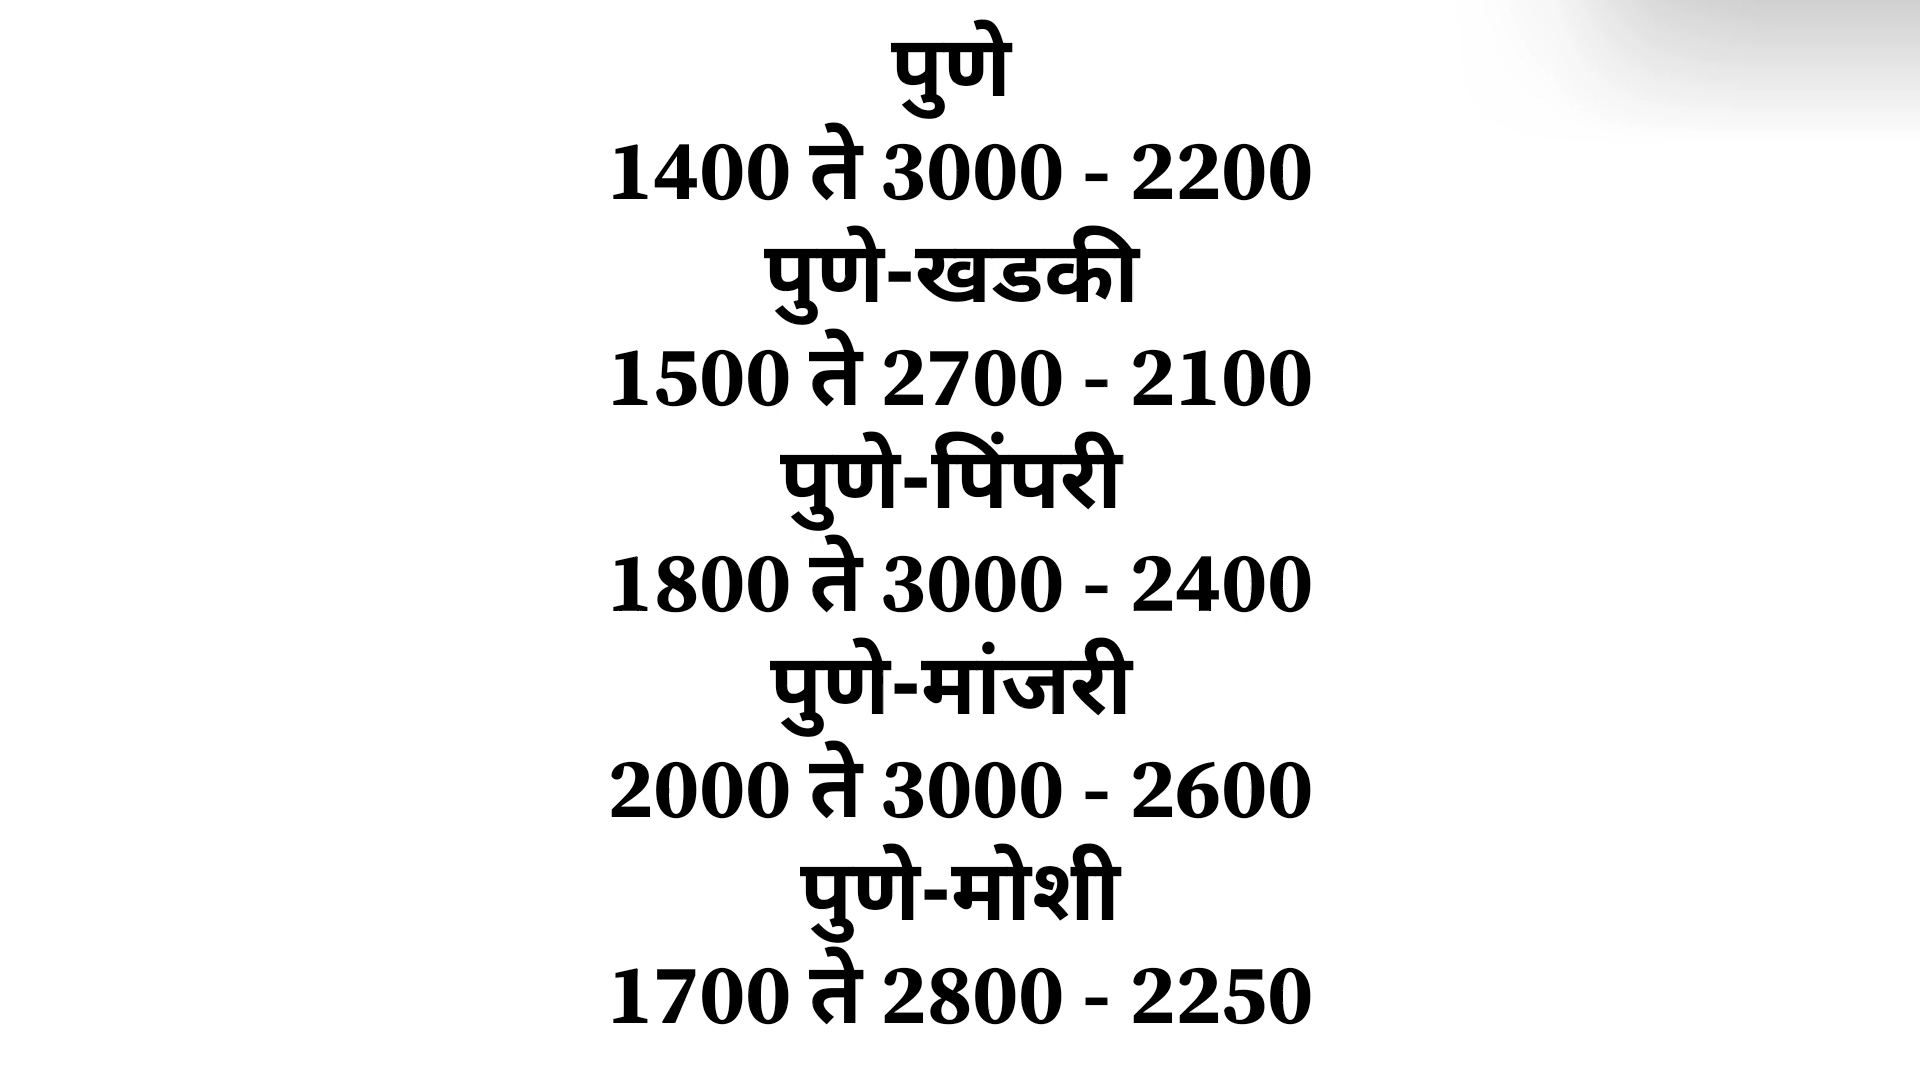 पुणे
1400 ते 3000 - 2200
पुणे-खडकी
1500 ते 2700 - 2100
पुणे-पिंपरी
1800 ते 3000 - 2400
पुणे-मांजरी
2000 ते 3000 - 2600
पुणे-मोशी
1700 ते 2800 - 2250